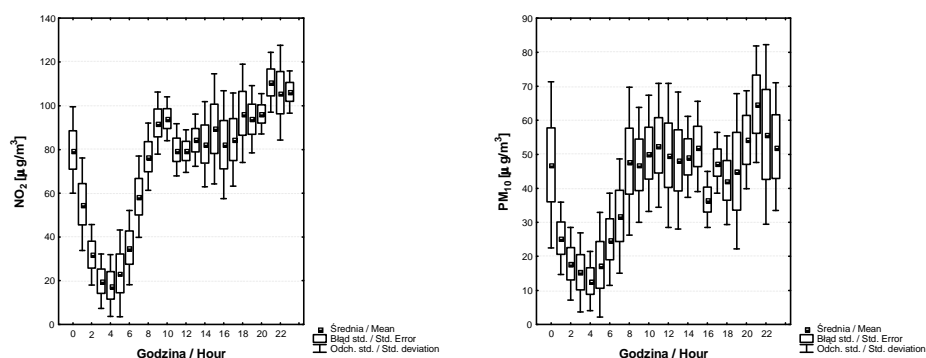 140
120
100
80
60
40
20
0
NO2 [µ g/m3]
0 2 4 6 8 10 12 14 16 18 20 22
Godzina / Hour
Średnia / Mean
Błąd std. / Std. Error
Odch. std. / Std. deviation
90
80
70
60
50
40
30
20
10
0
PM10 [µ g/m3]
0 2 4 6 8 10 12 14 16 18 20 22
Godzina / Hour
Średnia / Mean
Błąd std. / Std. Error
Odch. std. / Std. deviation